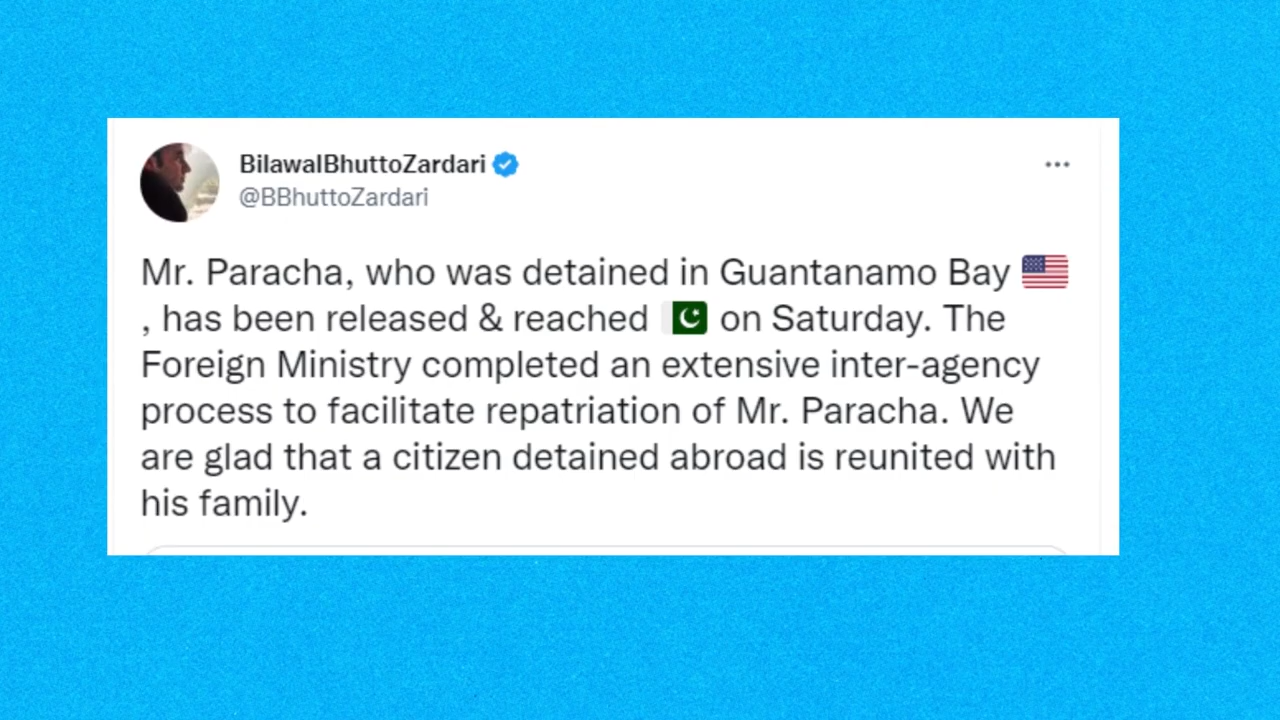 BilawalBhuttoZardari
@BBhuttoZardari
Mr. Paracha, who was detained in Guantanamo Bay 🇺🇸
, has been released & reached 🇵🇰 on Saturday. The
Foreign Ministry completed an extensive inter-agency
process to facilitate repatriation of Mr. Paracha. We
are glad that a citizen detained abroad is reunited with
his family.